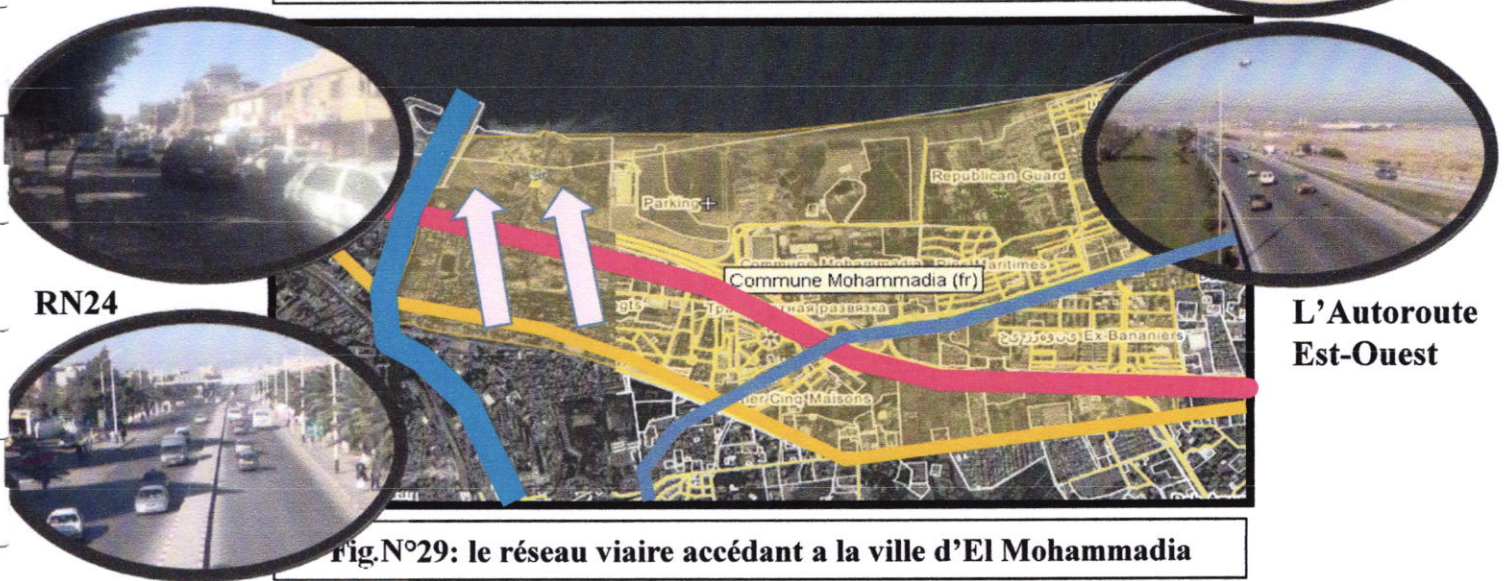 Republican Guard
Parking
Commune Mohammadia (fr)
RN24
Ex-Bananiers
L'Autoroute
Est-Ouest
Cinq Maisons
Fig.N°29: le réseau viaire accédant a la ville d'El Mohammadia